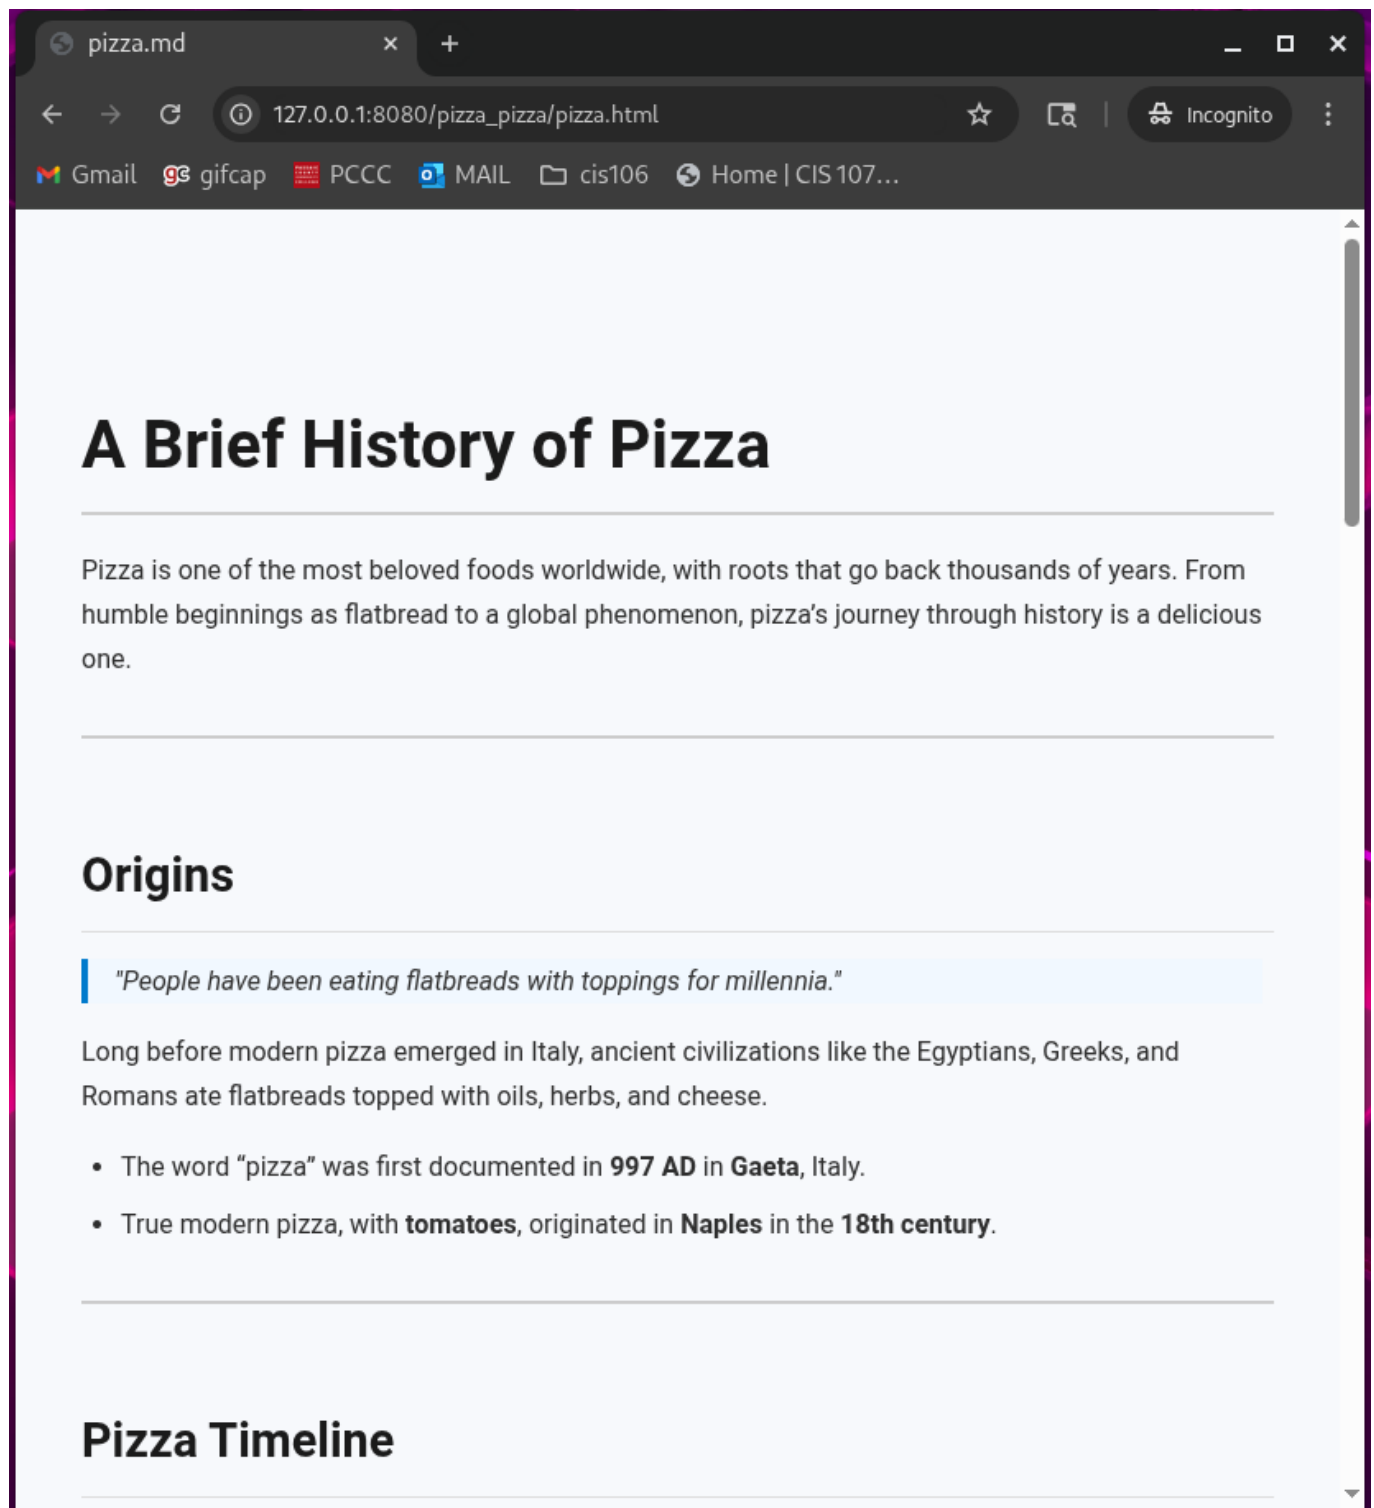 pizza.md
127.0.0.1:8080/pizza_pizza/pizza.html
Incognito
Gmail
gc gifcap
PCCC
MAIL
cis106
Home | CIS 107...
A Brief History of Pizza
Pizza is one of the most beloved foods worldwide, with roots that go back thousands of years. From
humble beginnings as flatbread to a global phenomenon, pizza’s journey through history is a delicious
one.
Origins
"People have been eating flatbreads with toppings for millennia."
Long before modern pizza emerged in Italy, ancient civilizations like the Egyptians, Greeks, and
Romans ate flatbreads topped with oils, herbs, and cheese.
• The word “pizza” was first documented in 997 AD in Gaeta, Italy.
• True modern pizza, with tomatoes, originated in Naples in the 18th century.
Pizza Timeline